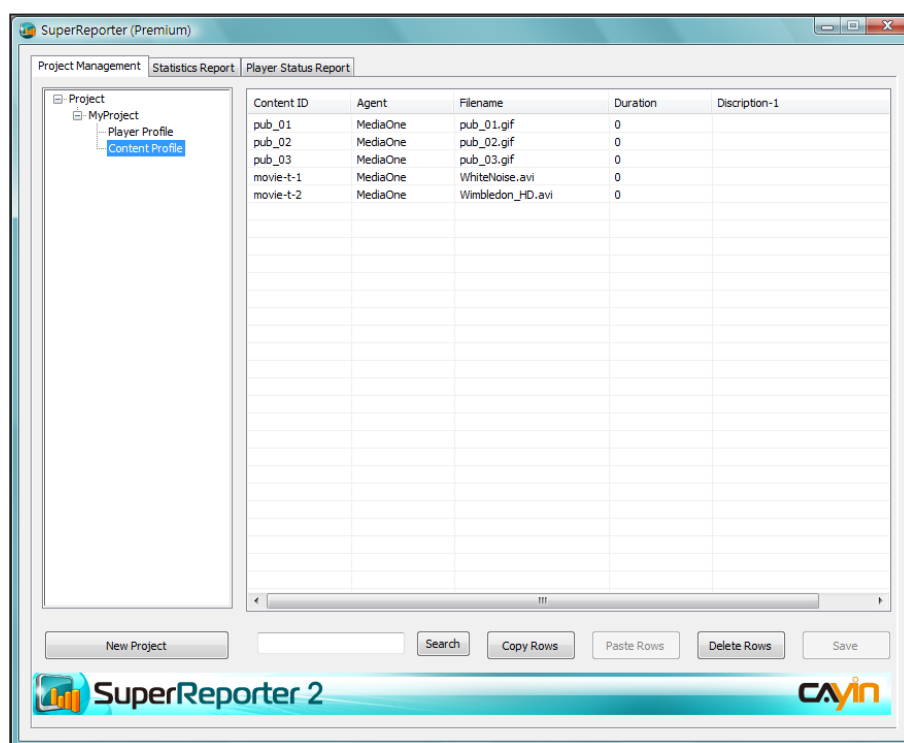 SuperReporter (Premium)
Project Management Statistics Report Player Status Report
Project
MyProject
Player Profile
Content Profile
Content ID Agent Filename Duration Discription-1
pub_01 MediaOne pub_01.gif 0
pub_02 MediaOne pub_02.gif 0
pub_03 MediaOne pub_03.gif 0
movie-t-1 MediaOne WhiteNoise.avi 0
movie-t-2 MediaOne Wimbledon_HD.avi 0
New Project Search Copy Rows Paste Rows Delete Rows Save
SuperReporter 2 CAYIN